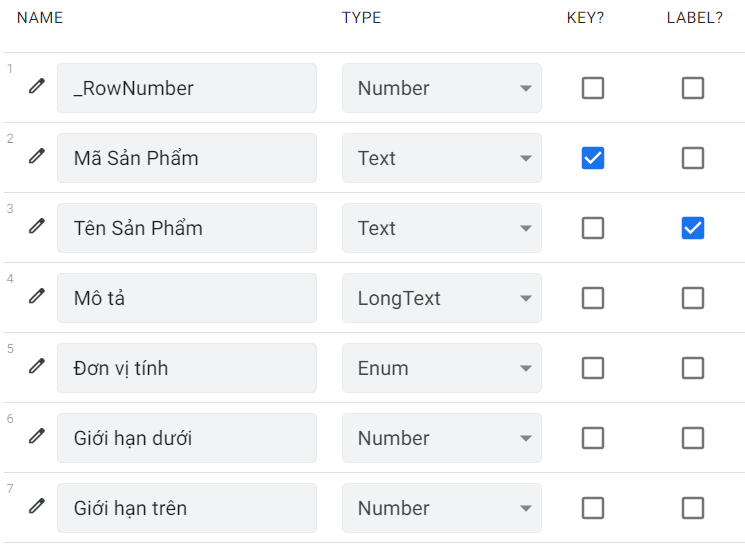 NAME TYPE KEY? LABEL?
1 _RowNumber Number
2 Mã Sản Phẩm Text
3 Tên Sản Phẩm Text
4 Mô tả LongText
5 Đơn vị tính Enum
6 Giới hạn dưới Number
7 Giới hạn trên Number